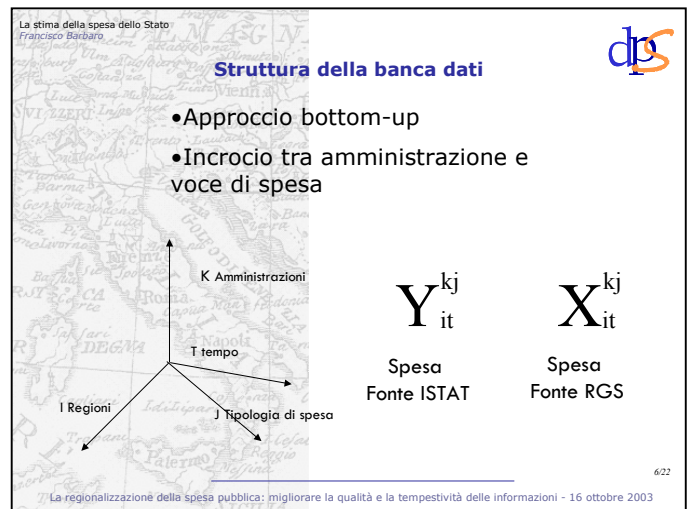 La stima della spesa dello Stato
Francisco Barbaro
dps
Struttura della banca dati
•Approccio bottom-up
•Incrocio tra amministrazione e
voce di spesa
K Amministrazioni
T tempo
I Regioni
J Tipologia di spesa
Y kj it
X kj it
Spesa
Fonte ISTAT
Spesa
Fonte RGS
6/22
La regionalizzazione della spesa pubblica: migliorare la qualità e la tempestività delle informazioni - 16 ottobre 2003